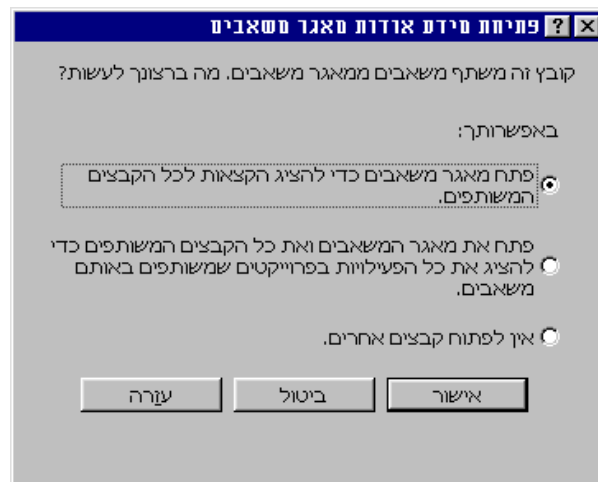 פתיחת מידע אודות מאגר משאבים
קובץ זה משתף משאבים ממאגר משאבים. מה ברצונך לעשות?
באפשרותך:
פתח מאגר משאבים כדי להציג הקצאות לכל הקבצים
המשותפים.
פתח את מאגר המשאבים ואת כל הקבצים המשותפים כדי
להציג את כל הפעילויות בפרוייקטים שמשותפים באותם
משאבים.
אין לפתוח קבצים אחרים.
אישור ביטול עזרה